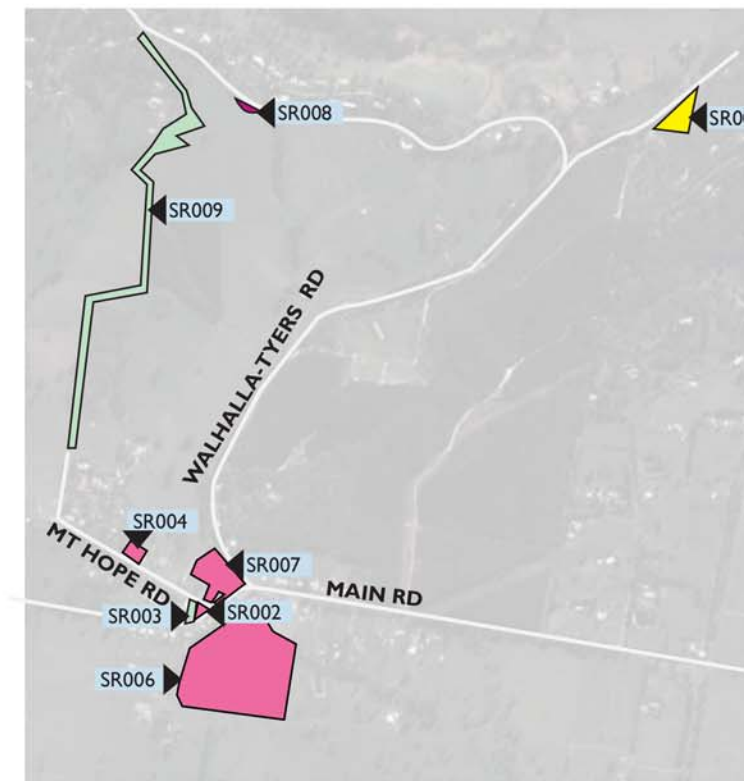 SR008
SR009
WALHALLA-TYERS RD
SR004
MT HOPE RD
SR007
MAIN RD
SR003
SR002
SR006